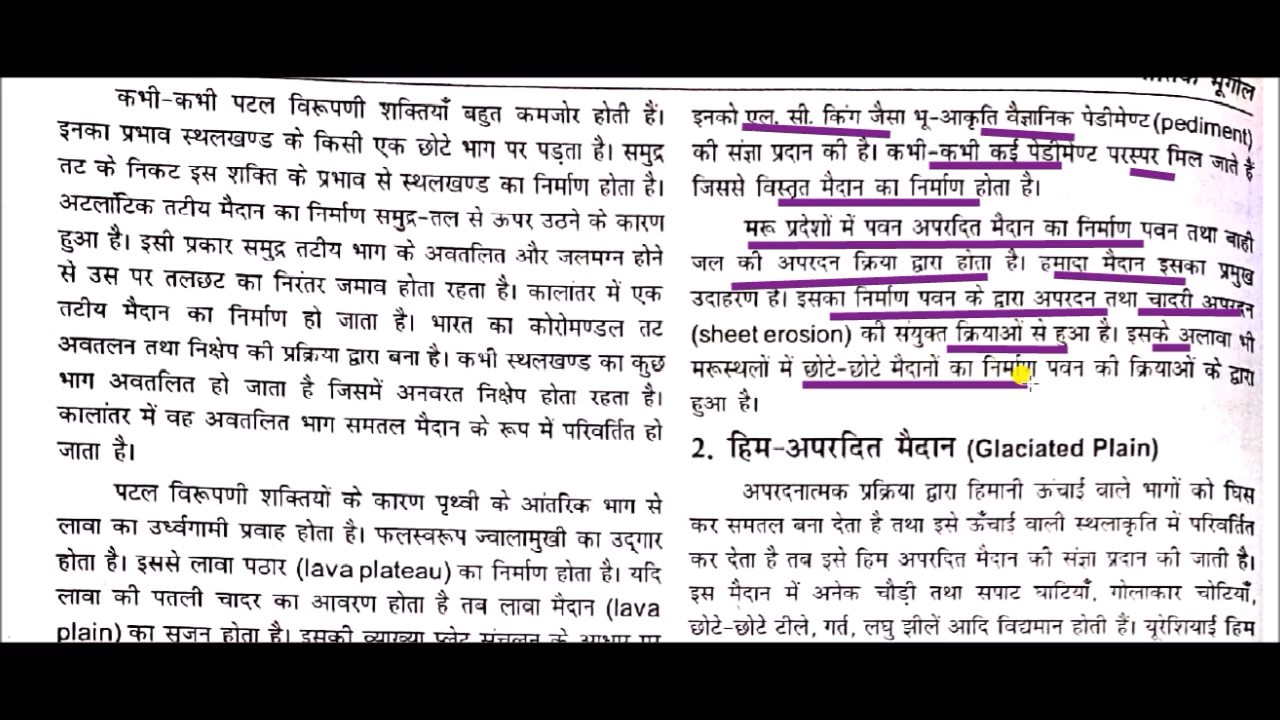 भूगोल
कभी-कभी पटल विरूपणी शक्तियाँ बहुत कमजोर होती हैं।
इनका प्रभाव स्थलखण्ड के किसी एक छोटे भाग पर पड़ता है। समुद्र
तट के निकट इस शक्ति के प्रभाव से स्थलखण्ड का निर्माण होता है।
अटलांटिक तटीय मैदान का निर्माण समुद्र-तल से ऊपर उठने के कारण
हुआ है। इसी प्रकार समुद्र तटीय भाग के अवतलित और जलमग्न होने
से उस पर तलछट का निरंतर जमाव होता रहता है। कालांतर में एक
तटीय मैदान का निर्माण हो जाता है। भारत का कोरोमण्डल तट
अवतलन तथा निक्षेप की प्रक्रिया द्वारा बना है। कभी स्थलखण्ड का कुछ
भाग अवतलित हो जाता है जिसमें अनवरत निक्षेप होता रहता है।
कालांतर में वह अवतलित भाग समतल मैदान के रूप में परिवर्तित हो
जाता है।
पटल विरूपणी शक्तियों के कारण पृथ्वी के आंतरिक भाग से
लावा का उर्ध्वगामी प्रवाह होता है। फलस्वरूप ज्वालामुखी का उद्‌गार
होता है। इससे लावा पठार (lava plateau) का निर्माण होता है। यदि
लावा की पतली चादर का आवरण होता है तब लावा मैदान (lava
plain) का सृजन होता है। इसकी व्याख्या प्लेट संचलन के आधार पर
इनको एल. सी. किंग जैसा भू-आकृति वैज्ञानिक पेडीमेण्ट (pediment)
की संज्ञा प्रदान की है। कभी-कभी कई पेडीमेण्ट परस्पर मिल जाते हैं
जिससे विस्तृत मैदान का निर्माण होता है।
मरू प्रदेशों में पवन अपरदित मैदान का निर्माण पवन तथा बाही
जल की अपरदन क्रिया द्वारा होता है। हमादा मैदान इसका प्रमुख
उदाहरण है। इसका निर्माण पवन के द्वारा अपरदन तथा चादरी अपरदन
(sheet erosion) की संयुक्त क्रियाओं से हुआ है। इसके अलावा भी
मरूस्थलों में छोटे-छोटे मैदानों का निर्माण पवन की क्रियाओं के द्वारा
हुआ है।
2. हिम-अपरदित मैदान (Glaciated Plain)
अपरदनात्मक प्रक्रिया द्वारा हिमानी ऊंचाई वाले भागों को घिस
कर समतल बना देता है तथा इसे ऊँचाई वाली स्थलाकृति में परिवर्तित
कर देता है तब इसे हिम अपरदित मैदान की संज्ञा प्रदान की जाती है।
इस मैदान में अनेक चौड़ी तथा सपाट घाटियाँ, गोलाकार चोटियाँ,
छोटे-छोटे टीले, गर्त, लघु झीलें आदि विद्यमान होती हैं। यूरेशियाई हिम